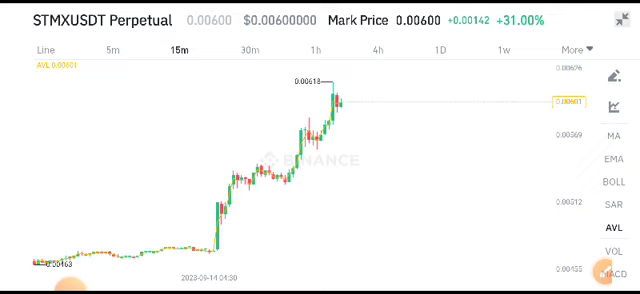 STMXUSDT Perpetual 0.00600 $0.00600000 Mark Price 0.00600 +0.00142 +31.00%
Line 5m 15m 30m 1h 4h 1D 1w More
AVL 0.00601
0.00626
0.00618
0.00601
0.00569
MA
EMA
BINANCE
BOLL
SAR
0.00512
AVL
VOL
0.00463
0.00455
MACD
2023-09-14 04:30